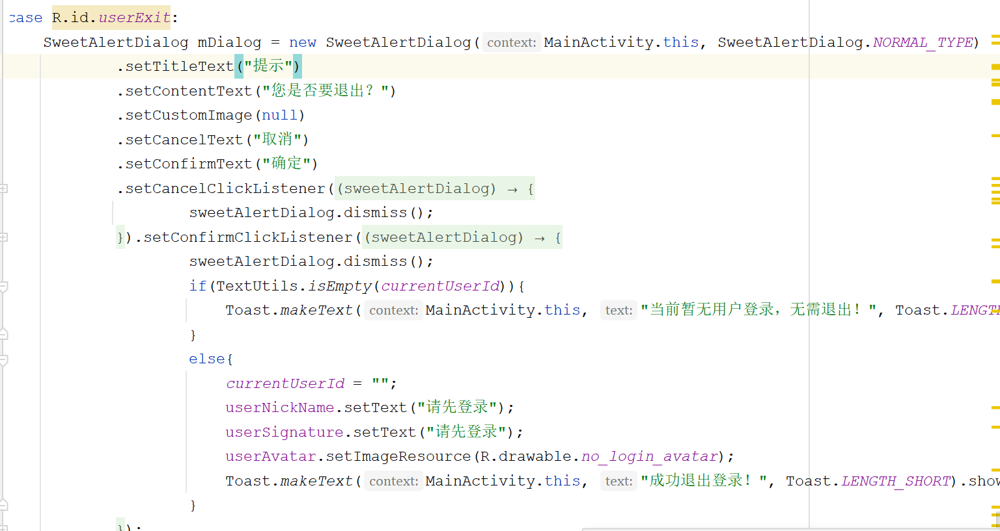 case R.id.userExit:
SweetAlertDialog mDialog = new SweetAlertDialog( context: MainActivity.this, SweetAlertDialog.NORMAL_TYPE)
.setTitleText("提示")
.setContentText("您是否要退出？")
.setCustomImage(null)
.setCancelText("取消")
.setConfirmText("确定")
.setCancelClickListener((sweetAlertDialog) → {
sweetAlertDialog.dismiss();
}).setConfirmClickListener((sweetAlertDialog) → {
sweetAlertDialog.dismiss();
if(TextUtils.isEmpty(currentUserId)){
Toast.makeText( context: MainActivity.this, text: "当前暂无用户登录，无需退出！", Toast.LENGTH
}
else{
currentUserId = "";
userNickName.setText("请先登录");
userSignature.setText("请先登录");
userAvatar.setImageResource(R.drawable.no_login_avatar);
Toast.makeText( context: MainActivity.this, text: "成功退出登录！", Toast.LENGTH_SHORT).show
}
});